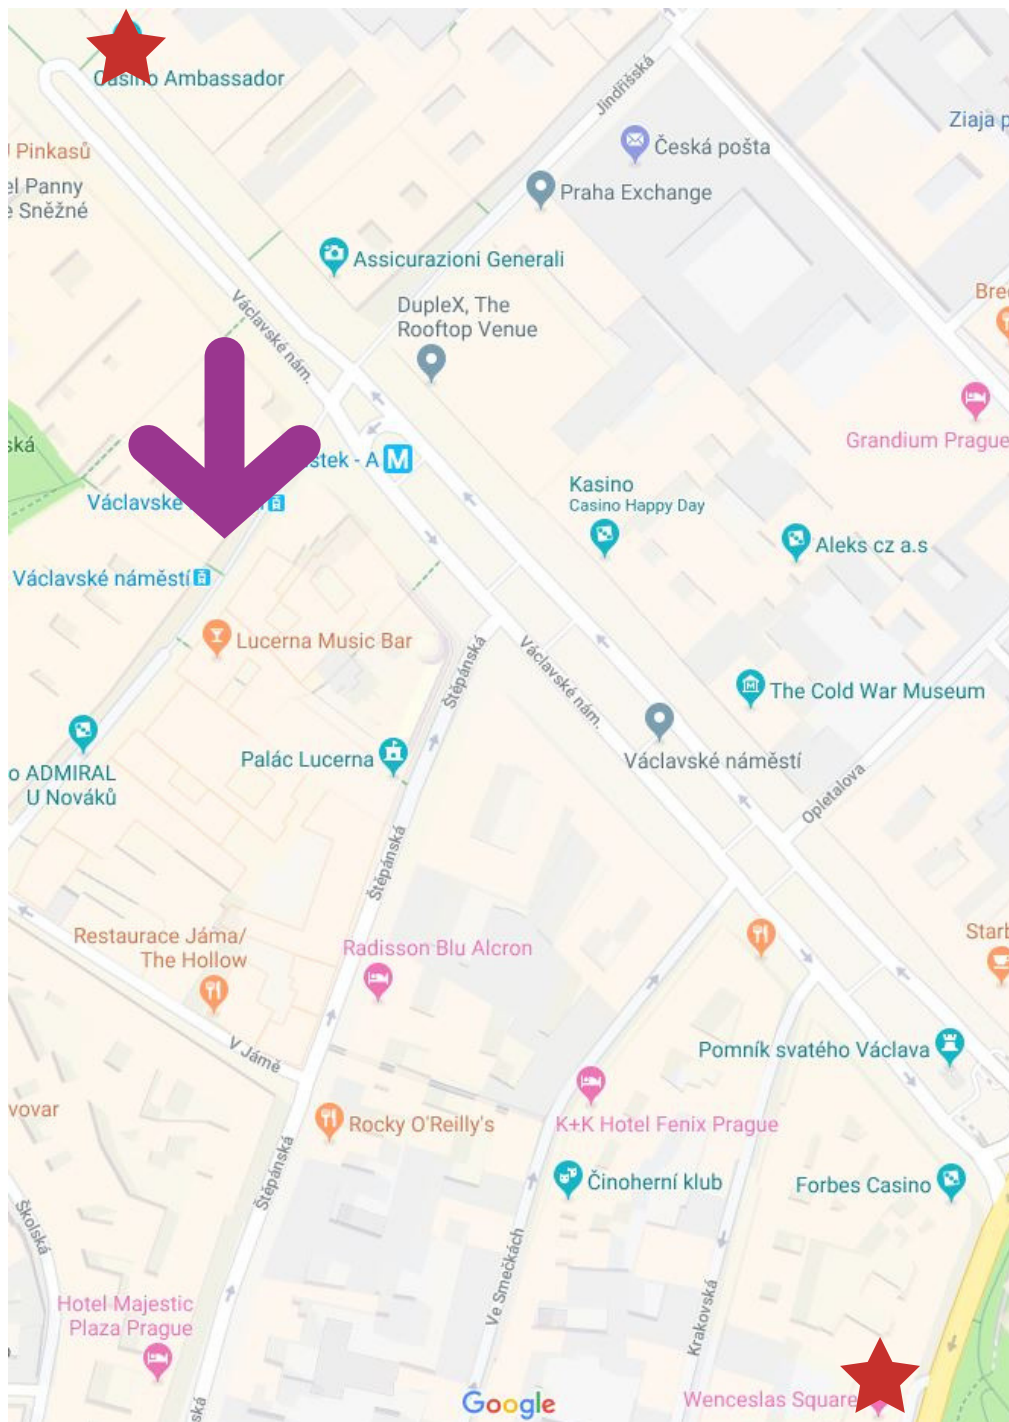 Casino Ambassador
Jindřišská
Ziaja p
Pinkasů
Česká pošta
el Panny
Sněžné
Praha Exchange
Assicurazioni Generali
DupleX, The
Rooftop Venue
Václavské nám.
Bre
ská
Grandium Prague
stek - A M
Kasino
Casino Happy Day
Václavské
Aleks cz a.s
Václavské náměstí
Lucerna Music Bar
Štěpánská
Václavské nám.
The Cold War Museum
Palác Lucerna
Václavské náměstí
o ADMIRAL
U Nováků
Opletalova
Štěpánská
Restaurace Jáma/
The Hollow
Radisson Blu Alcron
Starb
V Jámě
Pomník svatého Václava
vovar
Rocky O'Reilly's
K+K Hotel Fenix Prague
Štěpánská
Činoherní klub
Forbes Casino
Školská
Ve Smečkách
Krakovská
Hotel Majestic
Plaza Prague
Google
Wenceslas Square
ská